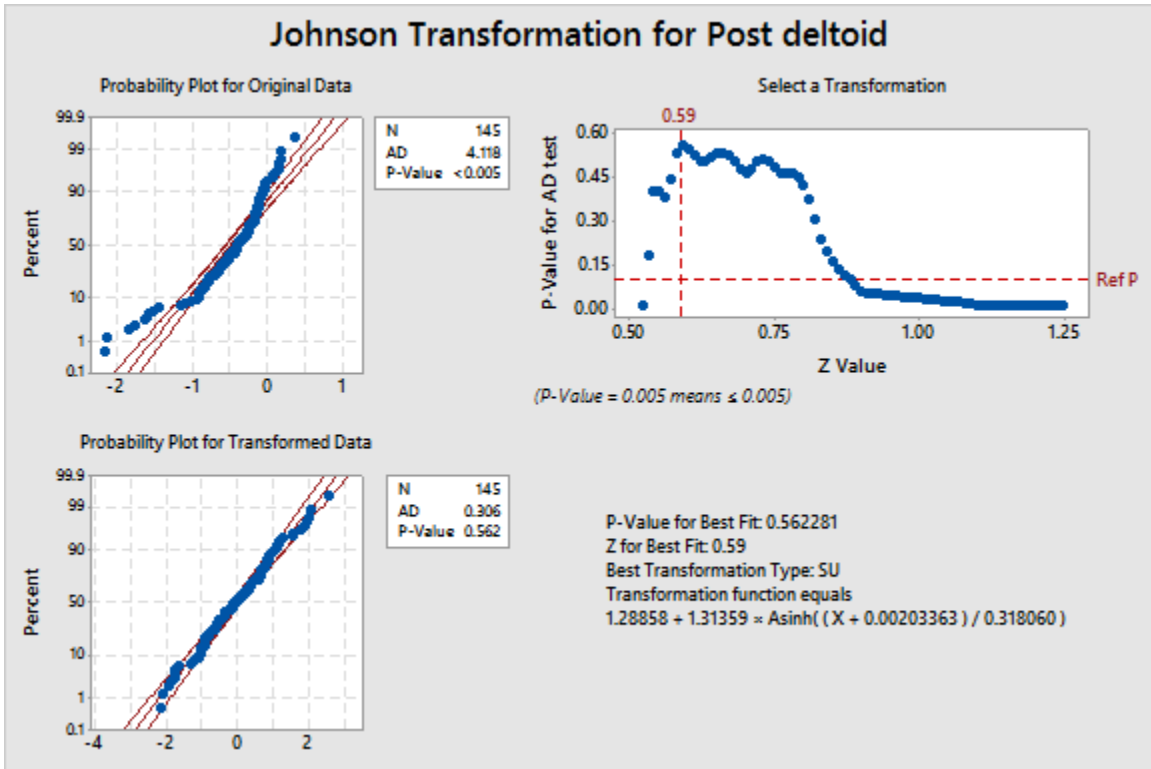 Johnson Transformation for Post deltoid
Probability Plot for Original Data
99.9
99
90
50
10
1
0.1
Percent
-2
-1
0
1
N 145
AD 4.118
P-Value <0.005
Select a Transformation
0.59
0.60
0.45
0.30
0.15
0.00
P-Value for AD test
Ref P
0.50
0.75
1.00
1.25
Z Value
(P-Value = 0.005 means ≤ 0.005)
Probability Plot for Transformed Data
99.9
99
90
50
10
1
0.1
Percent
-4
-2
0
2
N 145
AD 0.306
P-Value 0.562
P-Value for Best Fit: 0.562281
Z for Best Fit: 0.59
Best Transformation Type: SU
Transformation function equals
1.28858 + 1.31359 × Asinh( ( X + 0.00203363 ) / 0.318060 )